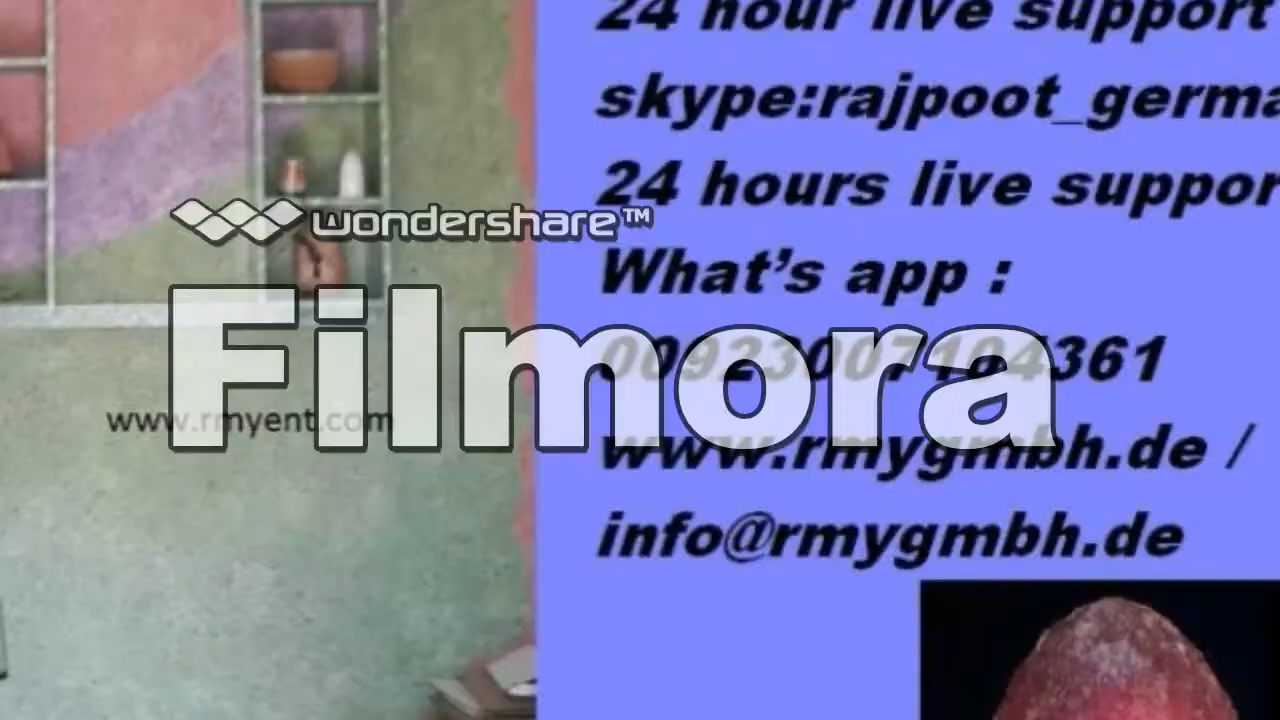 24 hour live support
skype:rajpoot_germa
24 hours live suppor
What's app :
00923007104361
www.rmygmbh.de /
info@rmygmbh.de
wondershare™
Filmora
www.rmyent.com